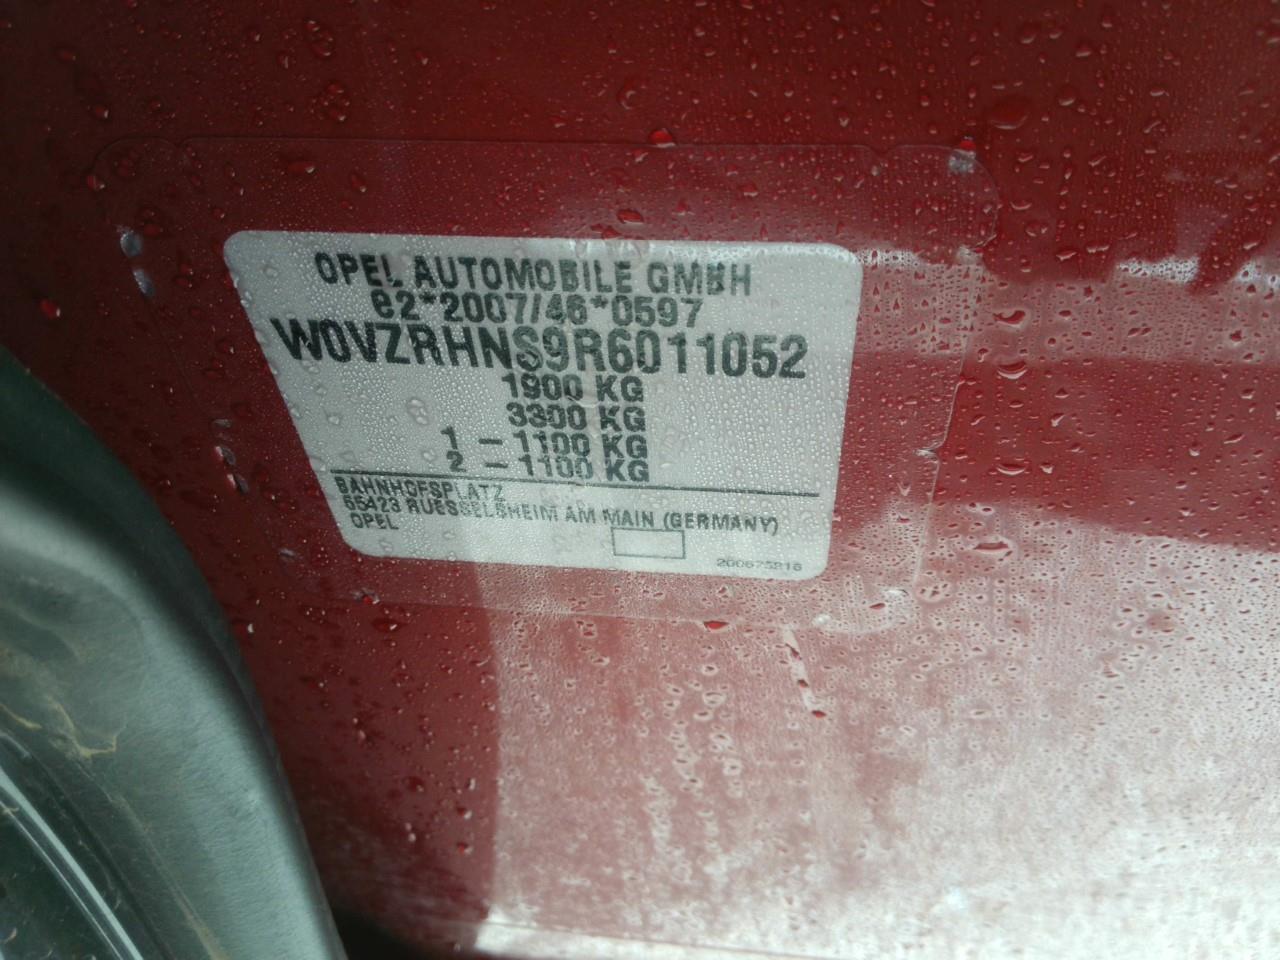 OPEL AUTOMOBILE GMBH
e2*2007/46*0597
W0VZRHNS9R6011052
1900 KG
3300 KG
1 – 1100 KG
2 – 1100 KG
BAHNHOFSPLATZ
65423 RUESSELSHEIM AM MAIN (GERMANY)
OPEL